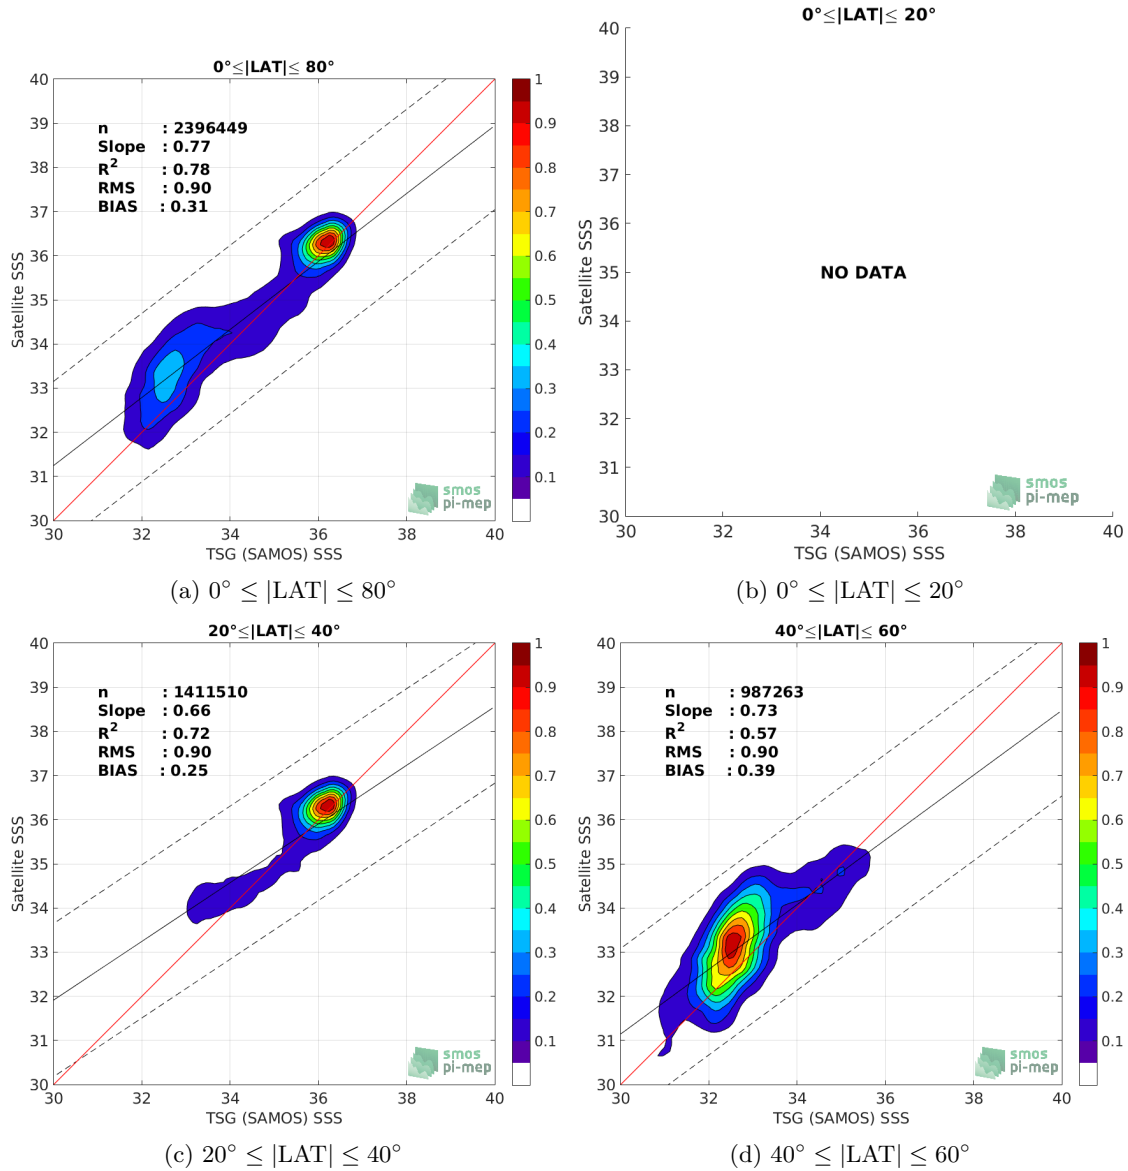 0°≤|LAT|≤ 80°
40
39
38
37
36
35
34
33
32
31
30
Satellite SSS
n : 2396449
Slope : 0.77
R² : 0.78
RMS : 0.90
BIAS : 0.31
1
0.9
0.8
0.7
0.6
0.5
0.4
0.3
0.2
0.1
smos
pi-mep
30 32 34 36 38 40
TSG (SAMOS) SSS
(a) 0° ≤ |LAT| ≤ 80°
0°≤|LAT|≤ 20°
40
39
38
37
36
35
34
33
32
31
30
Satellite SSS
NO DATA
smos
pi-mep
30 32 34 36 38 40
TSG (SAMOS) SSS
(b) 0° ≤ |LAT| ≤ 20°
20°≤|LAT|≤ 40°
40
39
38
37
36
35
34
33
32
31
30
Satellite SSS
n : 1411510
Slope : 0.66
R² : 0.72
RMS : 0.90
BIAS : 0.25
1
0.9
0.8
0.7
0.6
0.5
0.4
0.3
0.2
0.1
smos
pi-mep
30 32 34 36 38 40
TSG (SAMOS) SSS
(c) 20° ≤ |LAT| ≤ 40°
40°≤|LAT|≤ 60°
40
39
38
37
36
35
34
33
32
31
30
Satellite SSS
n : 987263
Slope : 0.73
R² : 0.57
RMS : 0.90
BIAS : 0.39
1
0.9
0.8
0.7
0.6
0.5
0.4
0.3
0.2
0.1
smos
pi-mep
30 32 34 36 38 40
TSG (SAMOS) SSS
(d) 40° ≤ |LAT| ≤ 60°